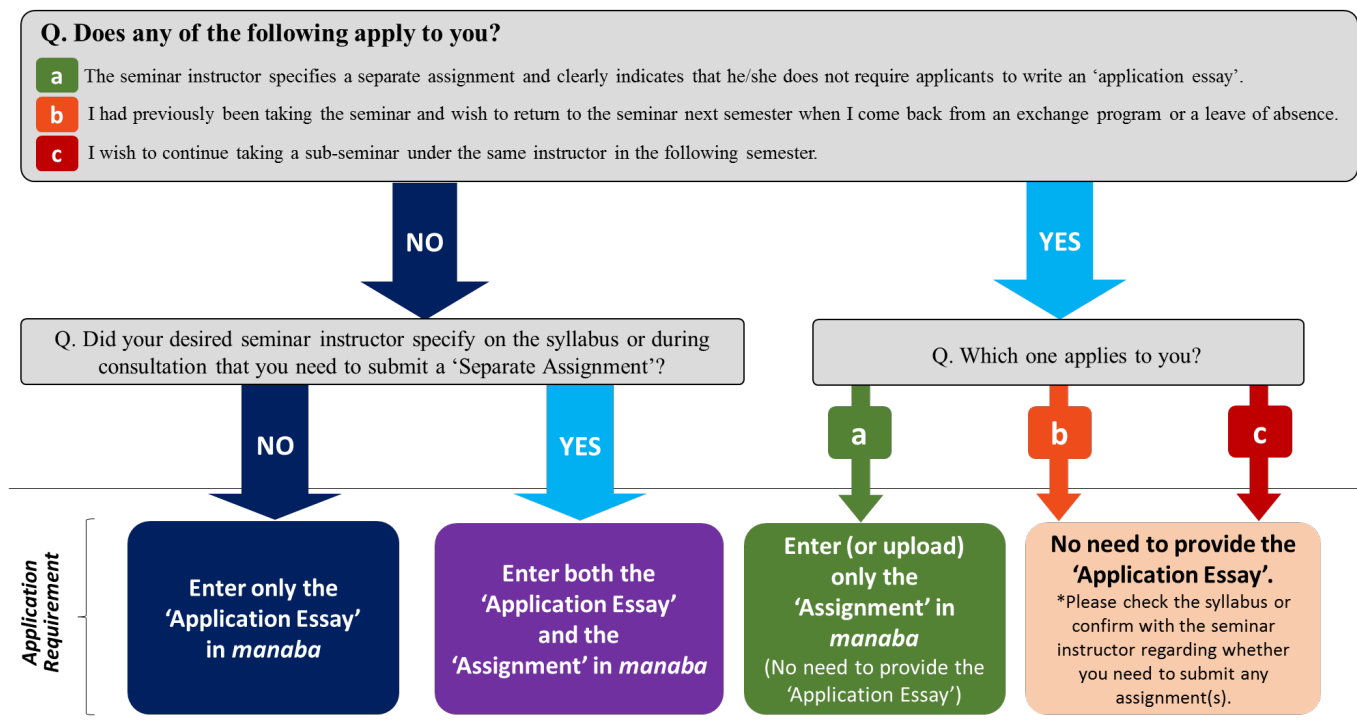 Q. Does any of the following apply to you?
a The seminar instructor specifies a separate assignment and clearly indicates that he/she does not require applicants to write an ‘application essay’.
b I had previously been taking the seminar and wish to return to the seminar next semester when I come back from an exchange program or a leave of absence.
c I wish to continue taking a sub-seminar under the same instructor in the following semester.
NO
YES
Q. Did your desired seminar instructor specify on the syllabus or during
consultation that you need to submit a ‘Separate Assignment’?
Q. Which one applies to you?
NO
YES
a
b
c
Application
Requirement
Enter only the
‘Application Essay’
in manaba
Enter both the
‘Application Essay’
and the
‘Assignment’ in manaba
Enter (or upload)
only the
‘Assignment’ in
manaba
(No need to provide the
‘Application Essay’)
No need to provide the
‘Application Essay’.
*Please check the syllabus or
confirm with the seminar
instructor regarding whether
you need to submit any
assignment(s).